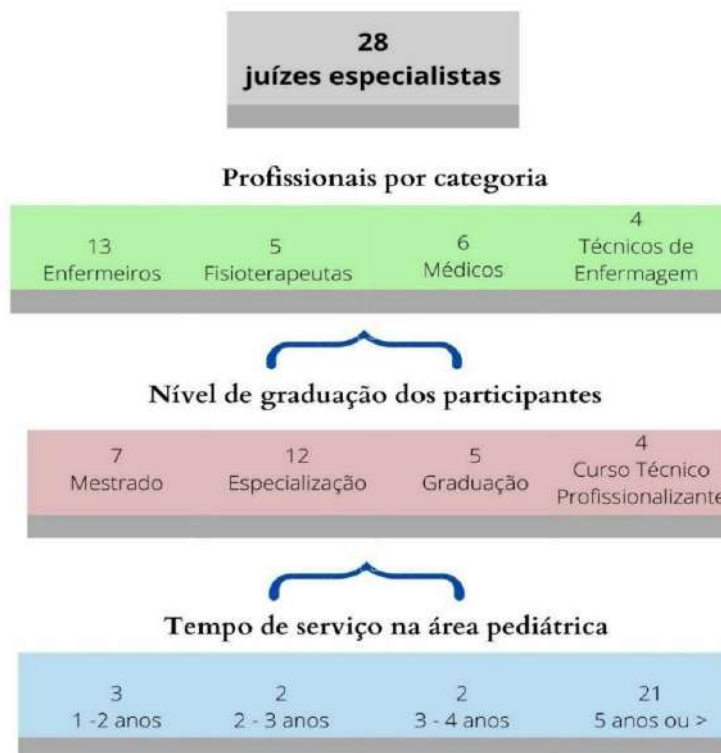 28
juízes especialistas
Profissionais por categoria
13
Enfermeiros
5
Fisioterapeutas
6
Médicos
4
Técnicos de
Enfermagem
Nível de graduação dos participantes
7
Mestrado
12
Especialização
5
Graduação
4
Curso Técnico
Profissionalizante
Tempo de serviço na área pediátrica
3
1 -2 anos
2
2 - 3 anos
2
3 - 4 anos
21
5 anos ou >